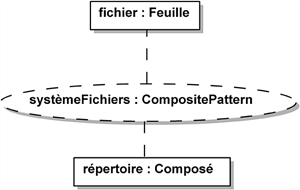 fichier : Feuille
systèmeFichiers : CompositePattern
répertoire : Composé